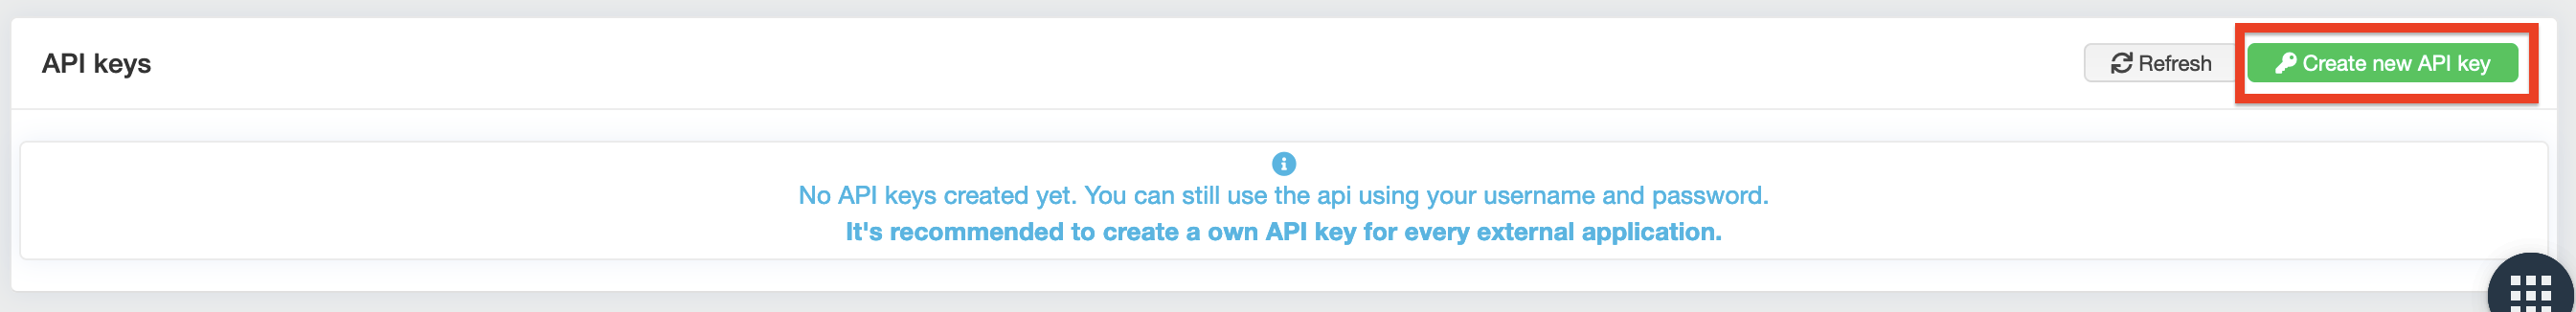 API keys
Refresh
Create new API key
No API keys created yet. You can still use the api using your username and password.
It's recommended to create a own API key for every external application.